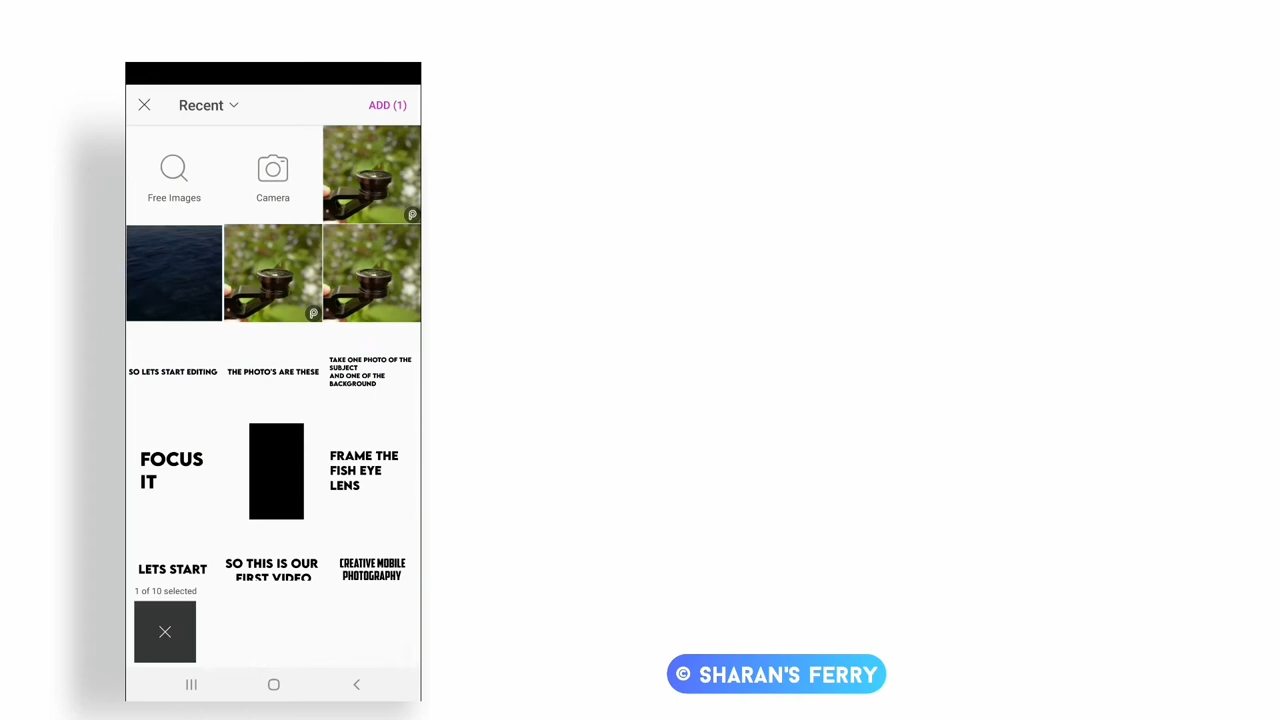 Recent
ADD (1)
Free Images
Camera
SO LETS START EDITING
THE PHOTO'S ARE THESE
TAKE ONE PHOTO OF THE
SUBJECT
AND ONE OF THE
BACKGROUND
FOCUS
IT
FRAME THE
FISH EYE
LENS
LETS START
SO THIS IS OUR
FIRST VIDEO
CREATIVE MOBILE
PHOTOGRAPHY
1 of 10 selected
© SHARAN'S FERRY